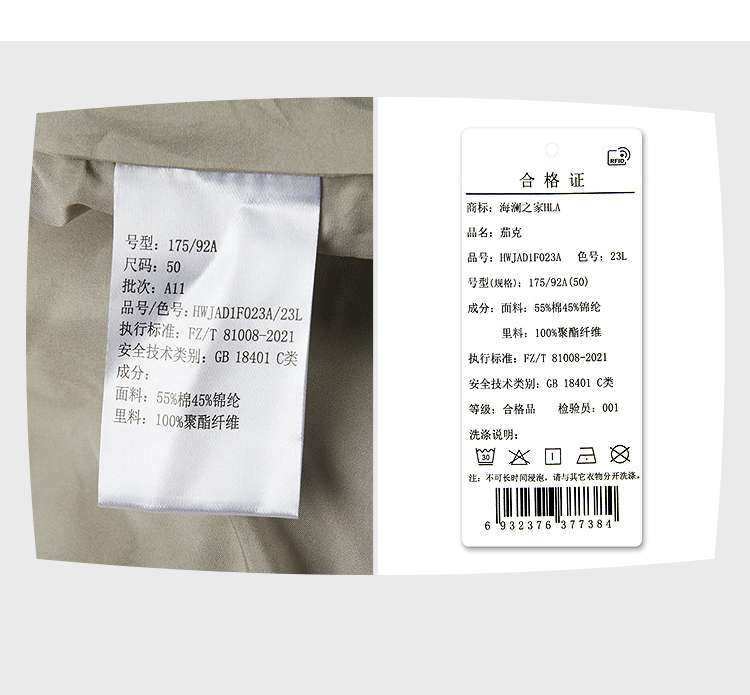 号型: 175/92A
尺码: 50
批次: A11
品号/色号: HWJAD1F023A/23L
执行标准: FZ/T 81008-2021
安全技术类别: GB 18401 C类
成分:
面料: 55%棉45%锦纶
里料: 100%聚酯纤维
RFID
合格证
商标: 海澜之家HLA
品名: 茄克
品号: HWJAD1F023A 色号: 23L
号型(规格): 175/92A(50)
成分: 面料: 55%棉45%锦纶
里料: 100%聚酯纤维
执行标准: FZ/T 81008-2021
安全技术类别: GB 18401 C类
等级: 合格品 检验员: 001
洗涤说明:
30
注: 不可长时间浸泡, 请与其它衣物分开洗涤。
6 932376 377384